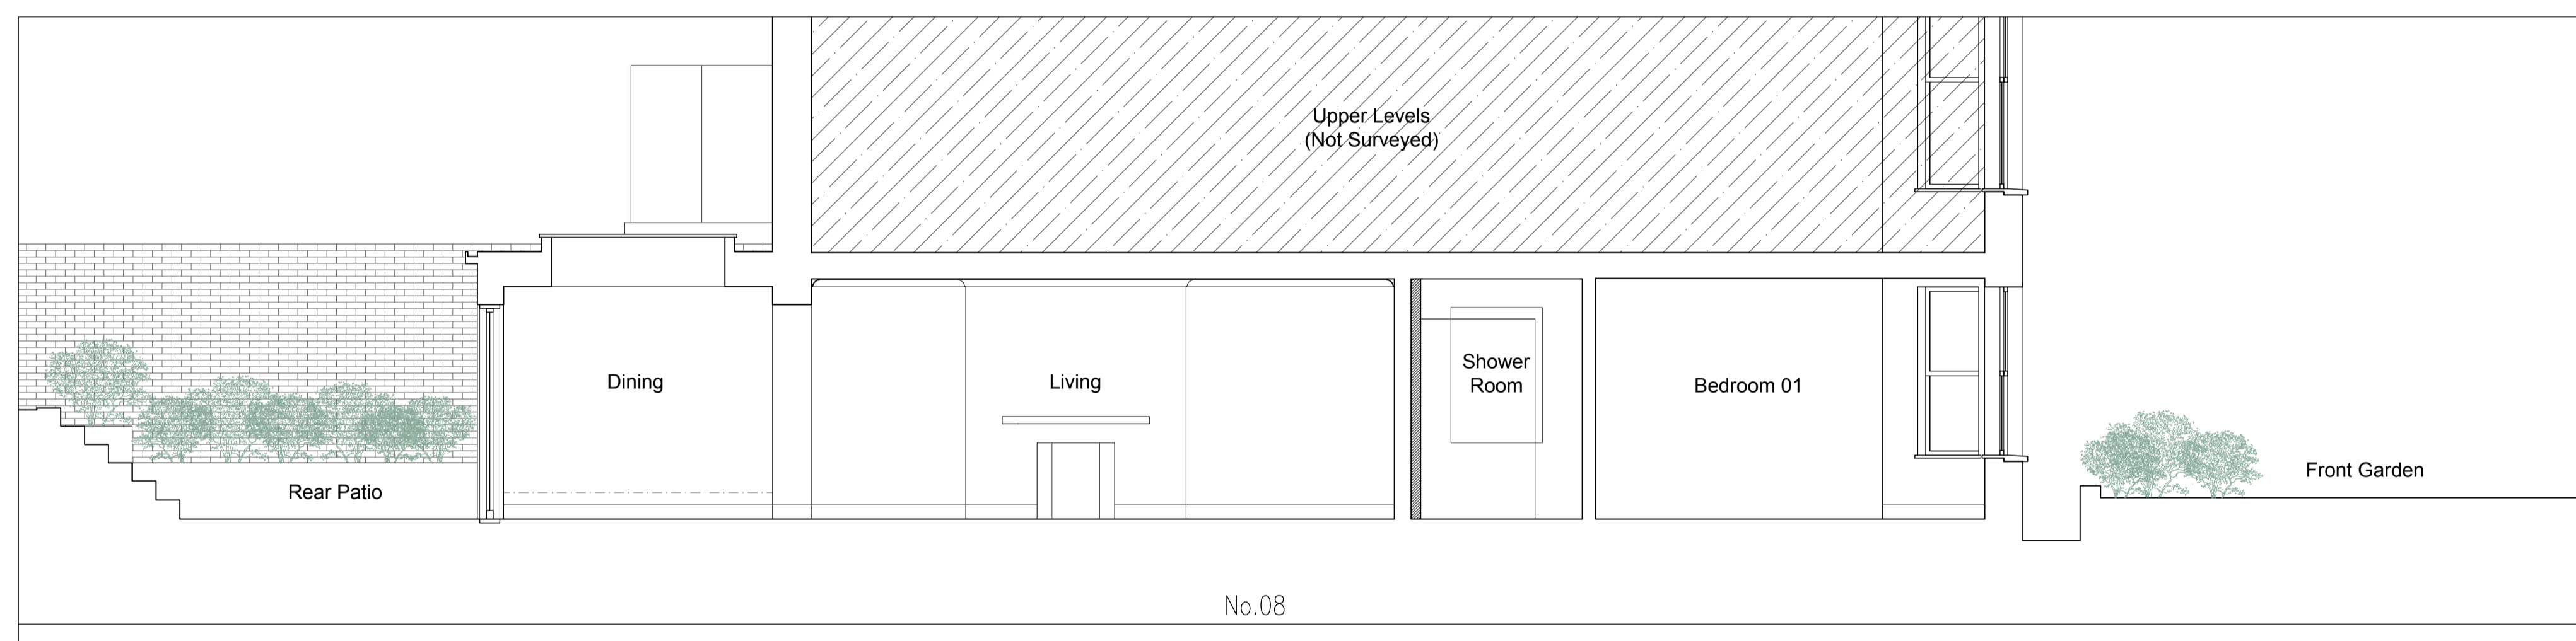 Upper Levels
(Not Surveyed)
Dining
Living
Shower
Room
Bedroom 01
Rear Patio
Front Garden
No.08